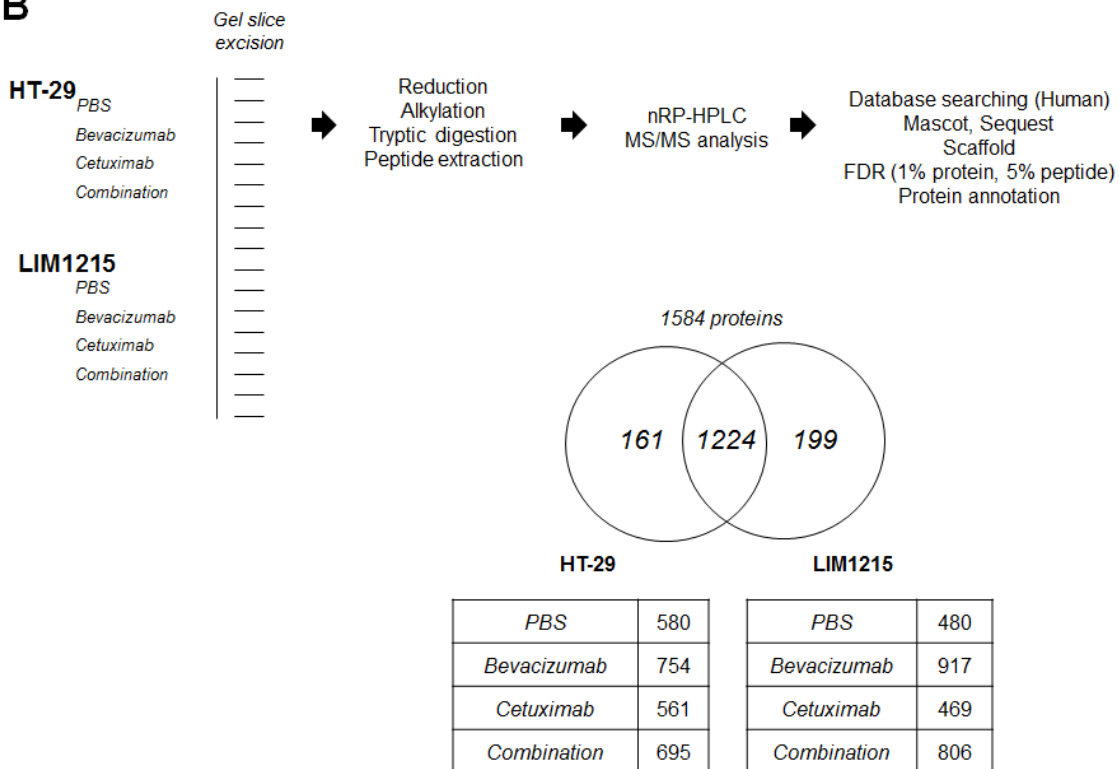 B
Gel slice
excision
HT-29
PBS
Bevacizumab
Cetuximab
Combination
LIM1215
PBS
Bevacizumab
Cetuximab
Combination
Reduction
Alkylation
Tryptic digestion
Peptide extraction
nRP-HPLC
MS/MS analysis
Database searching (Human)
Mascot, Sequest
Scaffold
FDR (1% protein, 5% peptide)
Protein annotation
1584 proteins
161 1224 199
HT-29 LIM1215
PBS 580 PBS 480
Bevacizumab 754 Bevacizumab 917
Cetuximab 561 Cetuximab 469
Combination 695 Combination 806